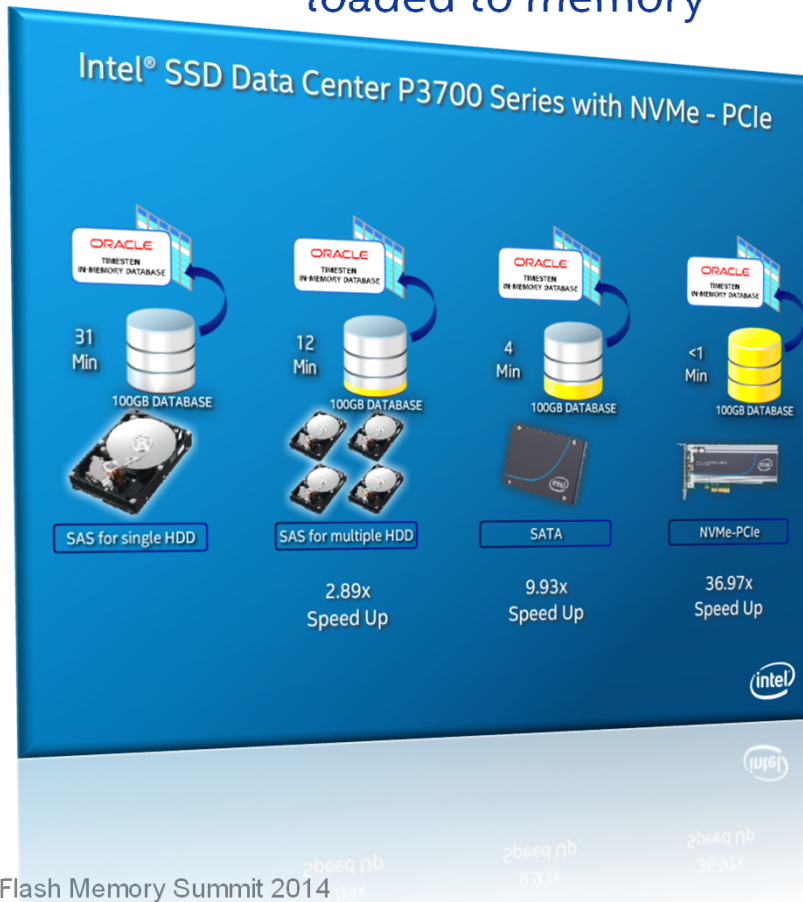 loaded to memory
Intel® SSD Data Center P3700 Series with NVMe - PCIe
ORACLE
TIMESTEN
IN-MEMORY DATABASE
31
Min
100GB DATABASE
SAS for single HDD
ORACLE
TIMESTEN
IN-MEMORY DATABASE
12
Min
100GB DATABASE
SAS for multiple HDD
2.89x
Speed Up
ORACLE
TIMESTEN
IN-MEMORY DATABASE
4
Min
100GB DATABASE
(intel)
SATA
9.93x
Speed Up
ORACLE
TIMESTEN
IN-MEMORY DATABASE
<1
Min
100GB DATABASE
NVMe-PCIe
36.97x
Speed Up
(intel)
Flash Memory Summit 2014